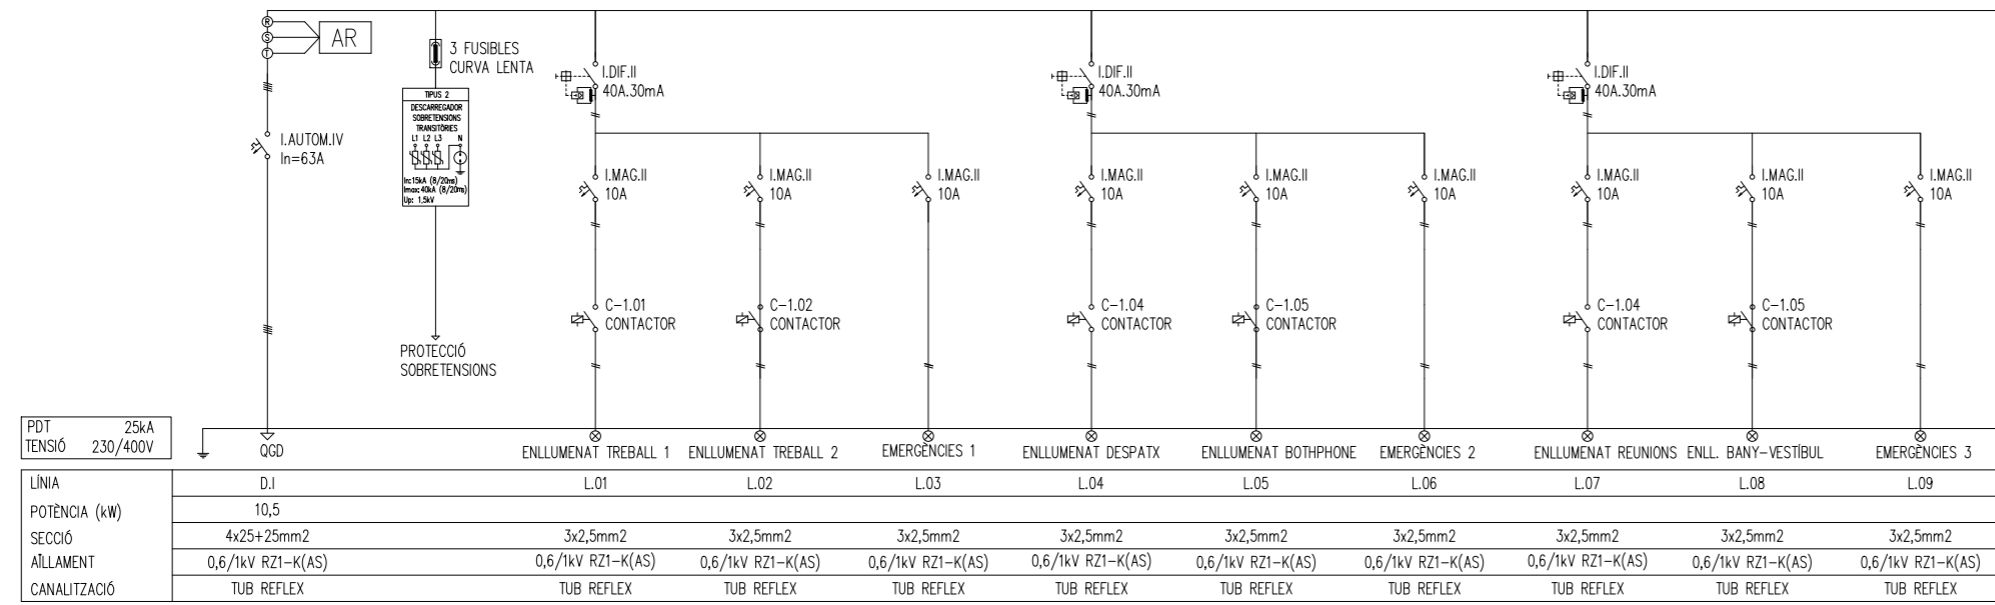 R
S
T
AR
3 FUSIBLES
CURVA LENTA
TIPUS 2
DESCARREGADOR
SOBRETENSIONS
TRANSITÒRIES
L1 L2 L3 N
In: 15kA (8/20ms)
Imax: 40kA (8/20ms)
Up: 1,5kV
PROTECCIÓ
SOBRETENSIONS
I.AUTOM.IV
In=63A
I.DIF.II
40A.30mA
I.DIF.II
40A.30mA
I.DIF.II
40A.30mA
I.MAG.II
10A
I.MAG.II
10A
I.MAG.II
10A
I.MAG.II
10A
I.MAG.II
10A
I.MAG.II
10A
I.MAG.II
10A
I.MAG.II
10A
I.MAG.II
10A
C-1.01
CONTACTOR
C-1.02
CONTACTOR
C-1.04
CONTACTOR
C-1.05
CONTACTOR
C-1.04
CONTACTOR
C-1.05
CONTACTOR
PDT 25kA
TENSIÓ 230/400V
QGD ENLLUMENAT TREBALL 1 ENLLUMENAT TREBALL 2 EMERGÈNCIES 1 ENLLUMENAT DESPATX ENLLUMENAT BOTHPHONE EMERGÈNCIES 2 ENLLUMENAT REUNIONS ENLL. BANY-VESTÍBUL EMERGÈNCIES 3
LÍNIA D.I L.01 L.02 L.03 L.04 L.05 L.06 L.07 L.08 L.09
POTÈNCIA (kW) 10,5
SECCIÓ 4x25+25mm2 3x2,5mm2 3x2,5mm2 3x2,5mm2 3x2,5mm2 3x2,5mm2 3x2,5mm2 3x2,5mm2 3x2,5mm2 3x2,5mm2
AÏLLAMENT 0,6/1kV RZ1-K(AS) 0,6/1kV RZ1-K(AS) 0,6/1kV RZ1-K(AS) 0,6/1kV RZ1-K(AS) 0,6/1kV RZ1-K(AS) 0,6/1kV RZ1-K(AS) 0,6/1kV RZ1-K(AS) 0,6/1kV RZ1-K(AS) 0,6/1kV RZ1-K(AS) 0,6/1kV RZ1-K(AS)
CANALITZACIÓ TUB REFLEX TUB REFLEX TUB REFLEX TUB REFLEX TUB REFLEX TUB REFLEX TUB REFLEX TUB REFLEX TUB REFLEX TUB REFLEX